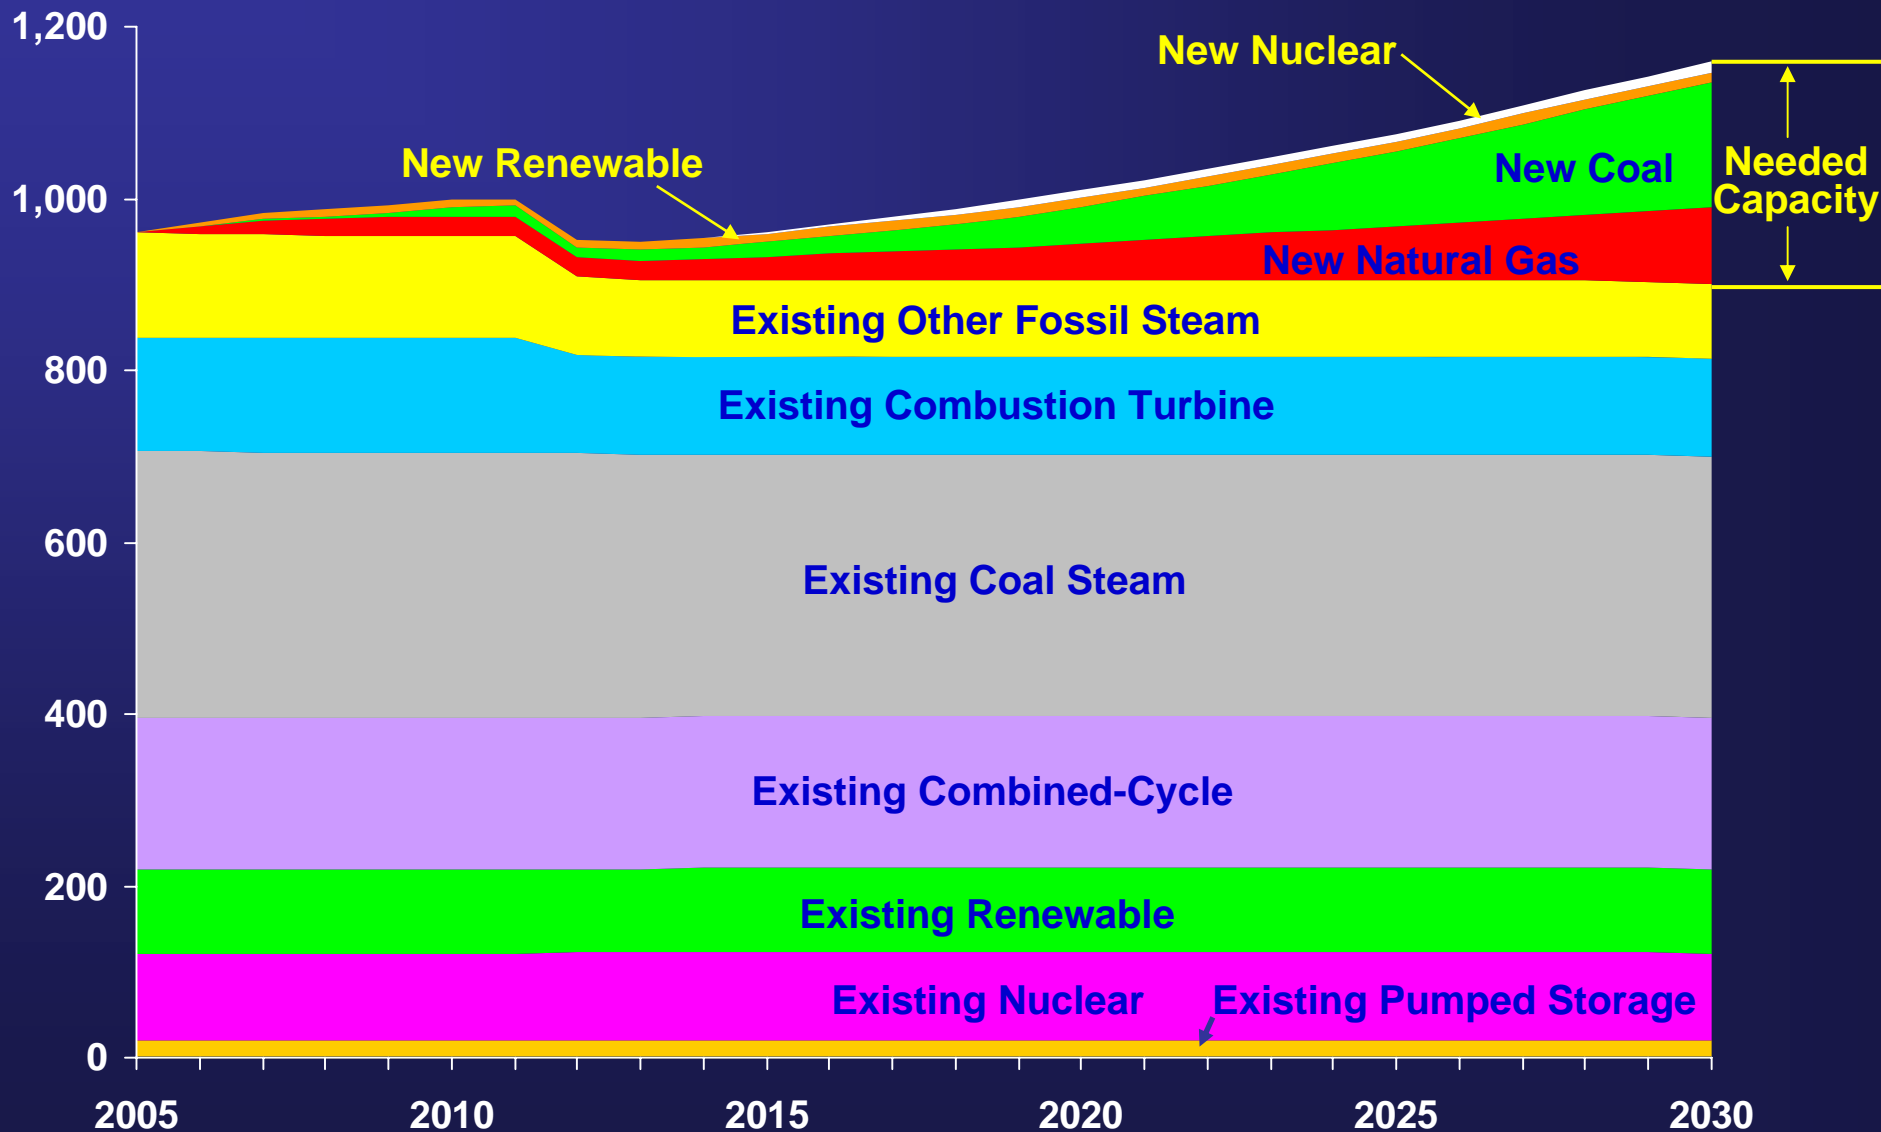 1,200
1,000
800
600
400
200
0
New Nuclear
New Renewable
New Coal
Needed
Capacity
New Natural Gas
Existing Other Fossil Steam
Existing Combustion Turbine
Existing Coal Steam
Existing Combined-Cycle
Existing Renewable
Existing Nuclear
Existing Pumped Storage
2005
2010
2015
2020
2025
2030